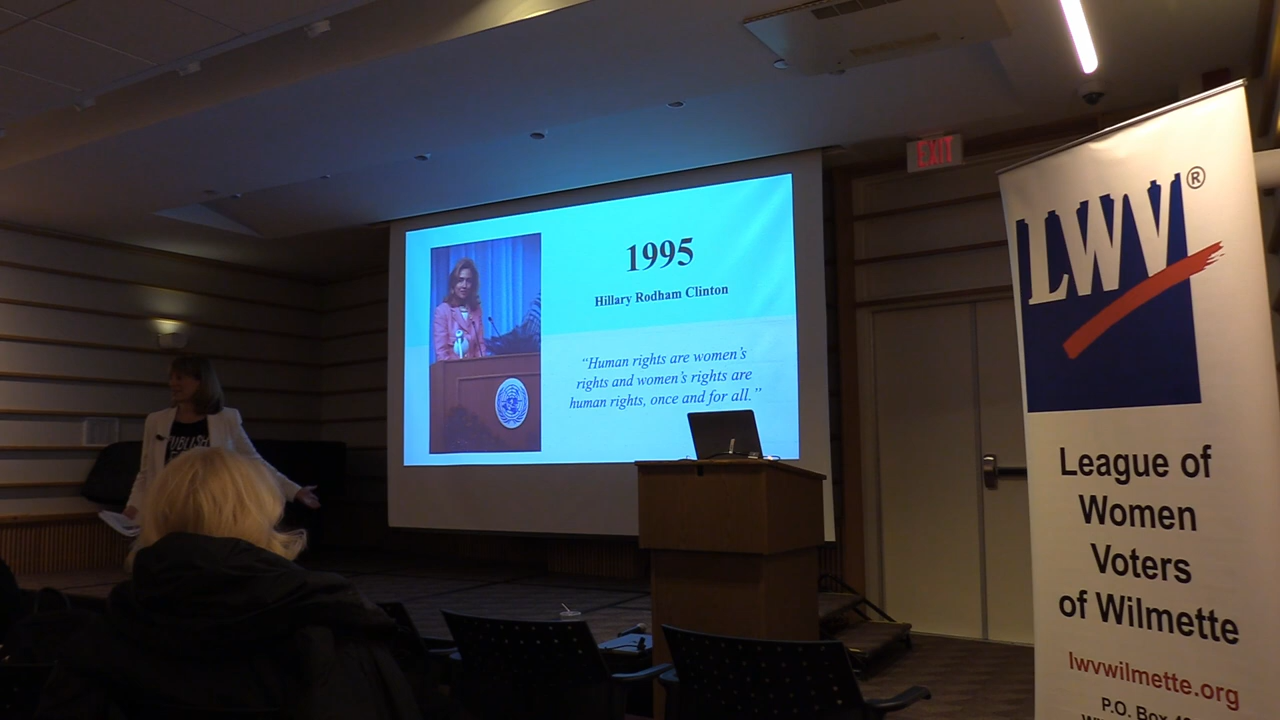 EXIT
1995
Hillary Rodham Clinton
“Human rights are women’s
rights and women’s rights are
human rights, once and for all.”
LWV®
League of
Women
Voters
of Wilmette
lwvwilmette.org
P.O. Box